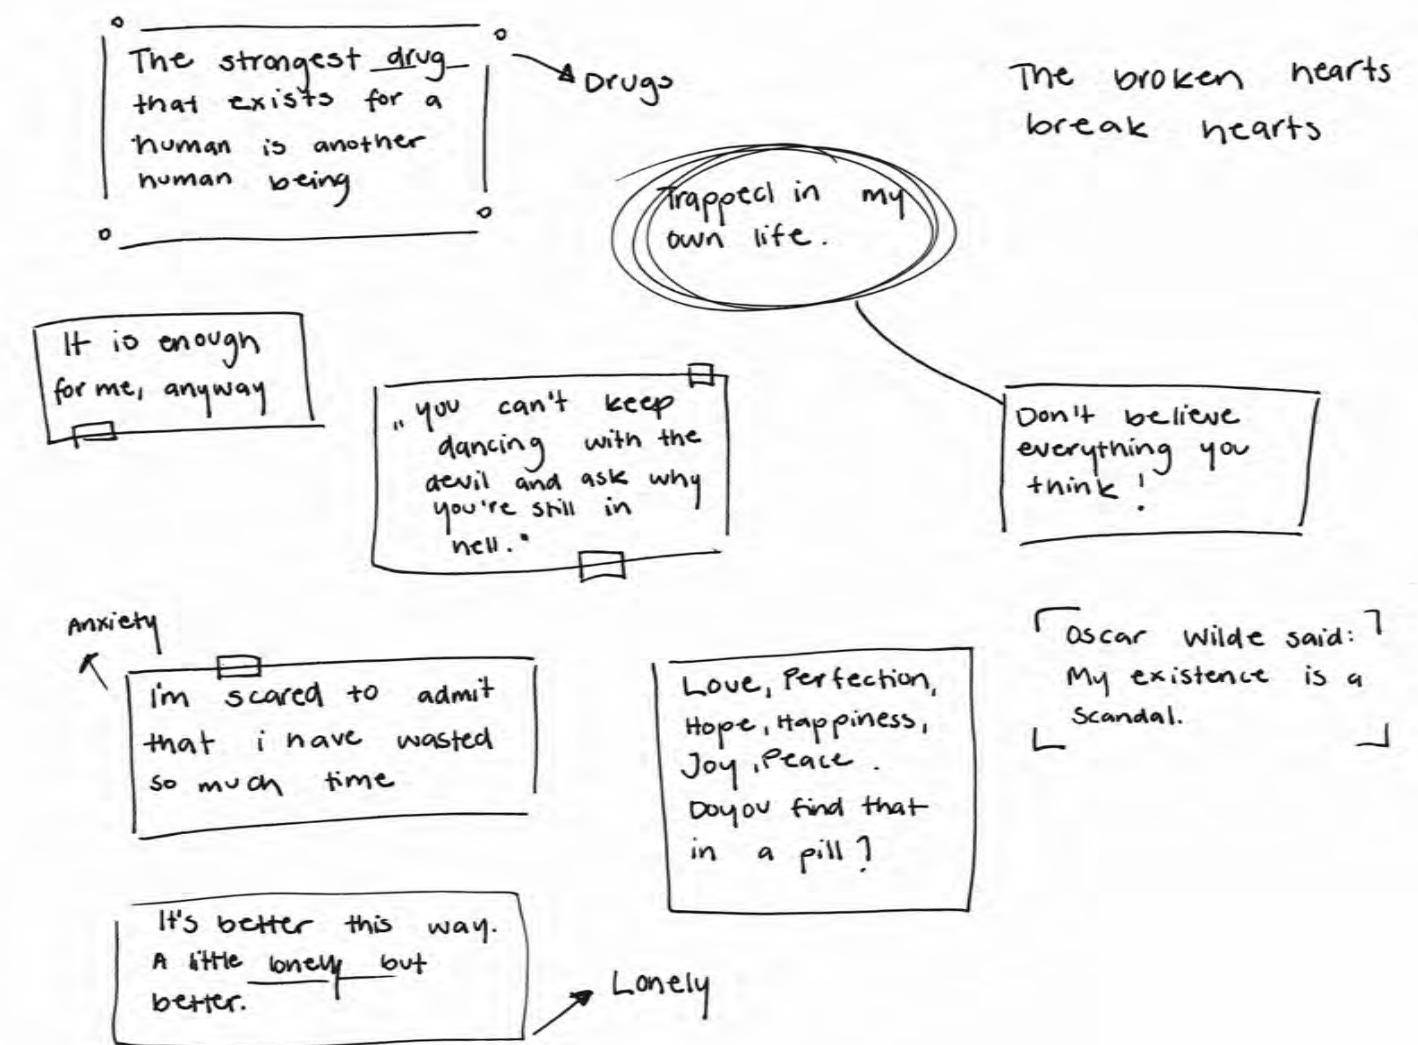 The strongest drug
that exists for a
human is another
human being
Drugs
The broken hearts
break hearts
Trapped in my
own life.
It is enough
for me, anyway
„you can't keep
dancing with the
devil and ask why
you're still in
hell."
Don't believe
everything you
think!
Anxiety
I'm scared to admit
that i have wasted
so much time
Love, Perfection,
Hope, Happiness,
Joy, Peace.
Doyou find that
in a pill?
Oscar Wilde said:
My existence is a
Scandal.
It's better this way.
A little lonely but
better.
Lonely